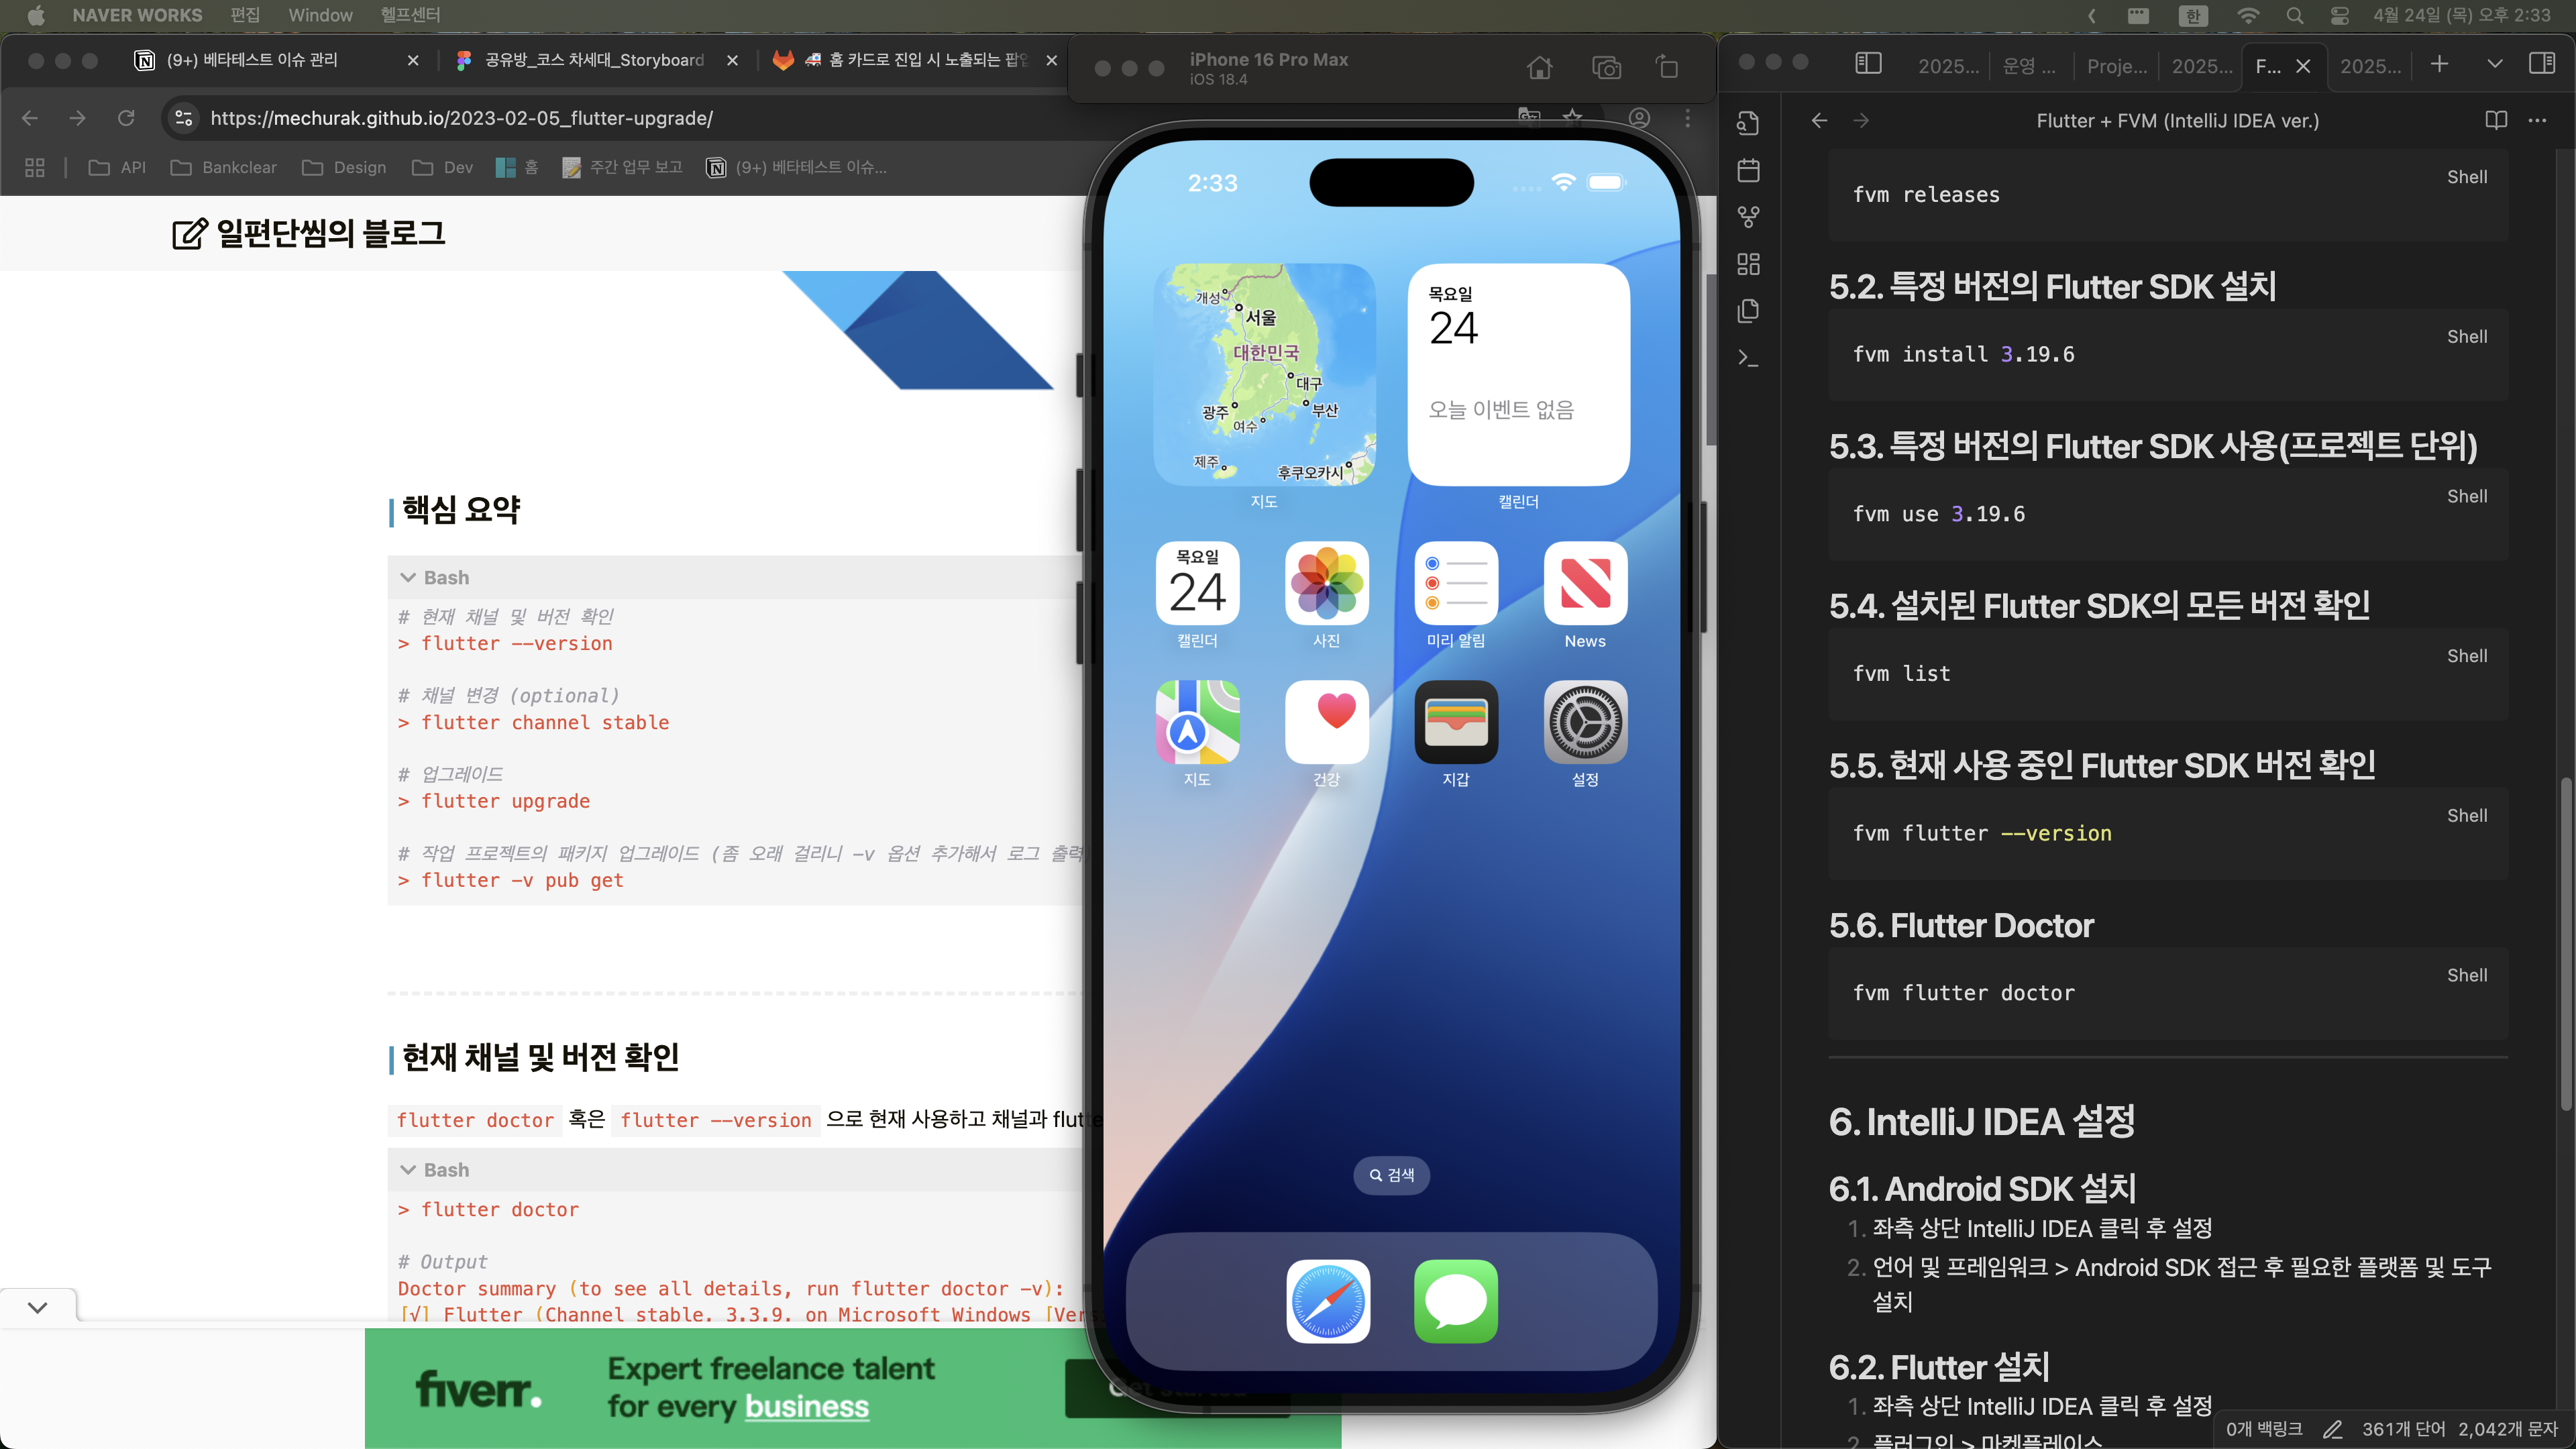 NAVER WORKS 편집 Window 헬프센터
한 4월 24일 (목) 오후 2:33
(9+) 베타테스트 이슈 관리
공유방_코스 차세대_Storyboard
홈 카드로 진입 시 노출되는 팝업
https://mechurak.github.io/2023-02-05_flutter-upgrade/
API Bankclear Design Dev 홈 주간 업무 보고 (9+) 베타테스트 이슈...
일편단씸의 블로그
핵심 요약
Bash
# 현재 채널 및 버전 확인
> flutter --version
# 채널 변경 (optional)
> flutter channel stable
# 업그레이드
> flutter upgrade
# 작업 프로젝트의 패키지 업그레이드 (좀 오래 걸리니 -v 옵션 추가해서 로그 출력
> flutter -v pub get
현재 채널 및 버전 확인
flutter doctor 혹은 flutter --version 으로 현재 사용하고 채널과 flutte
Bash
> flutter doctor
# Output
Doctor summary (to see all details, run flutter doctor -v):
[√] Flutter (Channel stable, 3.3.9, on Microsoft Windows [Versi
fiverr.
Expert freelance talent
for every business
Get started
iPhone 16 Pro Max
iOS 18.4
2:33
개성
서울
대한민국
대구
광주
부산
여수
제주
후쿠오카시
지도
목요일
24
오늘 이벤트 없음
캘린더
목요일
24
캘린더 사진 미리 알림 News
지도 건강 지갑 설정
검색
2025... 운영 ... Proje... 2025... F... 2025...
Flutter + FVM (IntelliJ IDEA ver.)
Shell
fvm releases
5.2. 특정 버전의 Flutter SDK 설치
Shell
fvm install 3.19.6
5.3. 특정 버전의 Flutter SDK 사용(프로젝트 단위)
Shell
fvm use 3.19.6
5.4. 설치된 Flutter SDK의 모든 버전 확인
Shell
fvm list
5.5. 현재 사용 중인 Flutter SDK 버전 확인
Shell
fvm flutter --version
5.6. Flutter Doctor
Shell
fvm flutter doctor
6. IntelliJ IDEA 설정
6.1. Android SDK 설치
1. 좌측 상단 IntelliJ IDEA 클릭 후 설정
2. 언어 및 프레임워크 > Android SDK 접근 후 필요한 플랫폼 및 도구
설치
6.2. Flutter 설치
1. 좌측 상단 IntelliJ IDEA 클릭 후 설정
2. 플러그인 > 마켓플레이스
0개 백링크 361개 단어 2,042개 문자